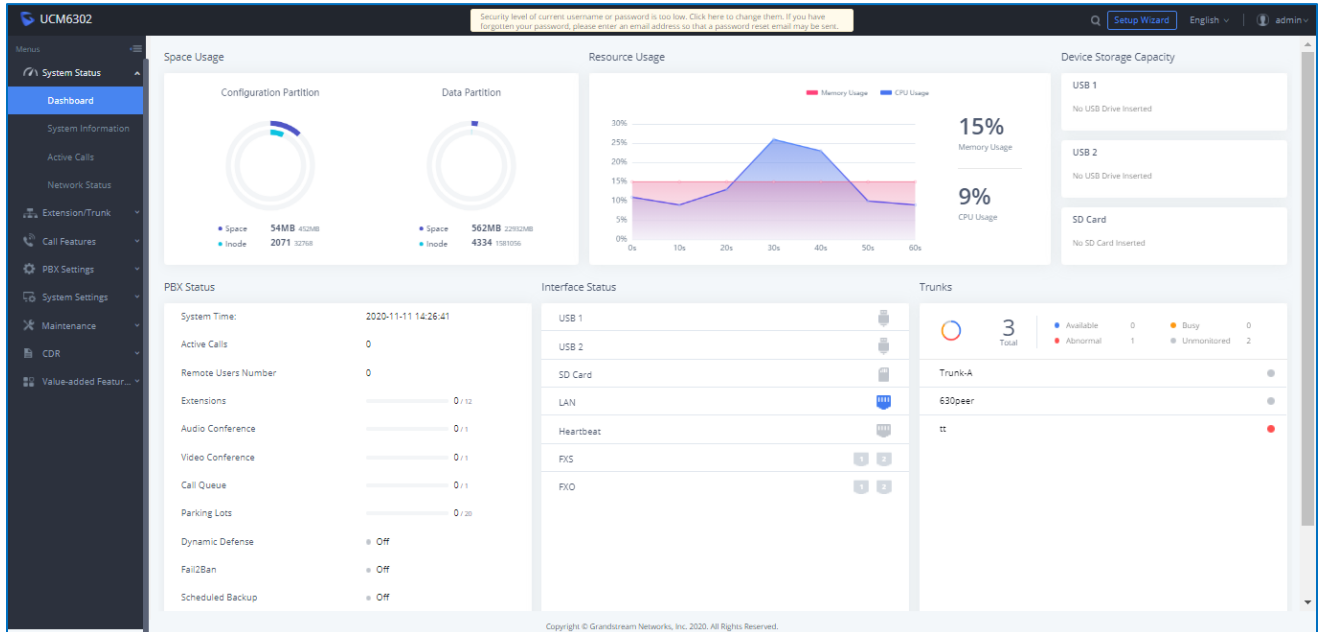 UCM6302
Security level of current username or password is too low. Click here to change them. If you have
forgotten your password, please enter an email address so that a password reset email may be sent.
Setup Wizard
English
admin
Menus
System Status
Dashboard
System Information
Active Calls
Network Status
Extension/Trunk
Call Features
PBX Settings
System Settings
Maintenance
CDR
Value-added Featur...
Space Usage
Configuration Partition
Data Partition
Space 54MB 452MB
Inode 2071 32768
Space 562MB 22932MB
Inode 4334 1581056
Resource Usage
Memory Usage CPU Usage
30%
25%
20%
15%
10%
5%
0%
0s 10s 20s 30s 40s 50s 60s
15%
Memory Usage
9%
CPU Usage
Device Storage Capacity
USB 1
No USB Drive Inserted
USB 2
No USB Drive Inserted
SD Card
No SD Card Inserted
PBX Status
System Time: 2020-11-11 14:26:41
Active Calls 0
Remote Users Number 0
Extensions 0 / 12
Audio Conference 0 / 1
Video Conference 0 / 1
Call Queue 0 / 1
Parking Lots 0 / 20
Dynamic Defense Off
Fail2Ban Off
Scheduled Backup Off
Interface Status
USB 1
USB 2
SD Card
LAN
Heartbeat
FXS 1 2
FXO 1 2
Trunks
3
Total
Available 0 Busy 0
Abnormal 1 Unmonitored 2
Trunk-A
630peer
tt
Copyright © Grandstream Networks, Inc. 2020. All Rights Reserved.